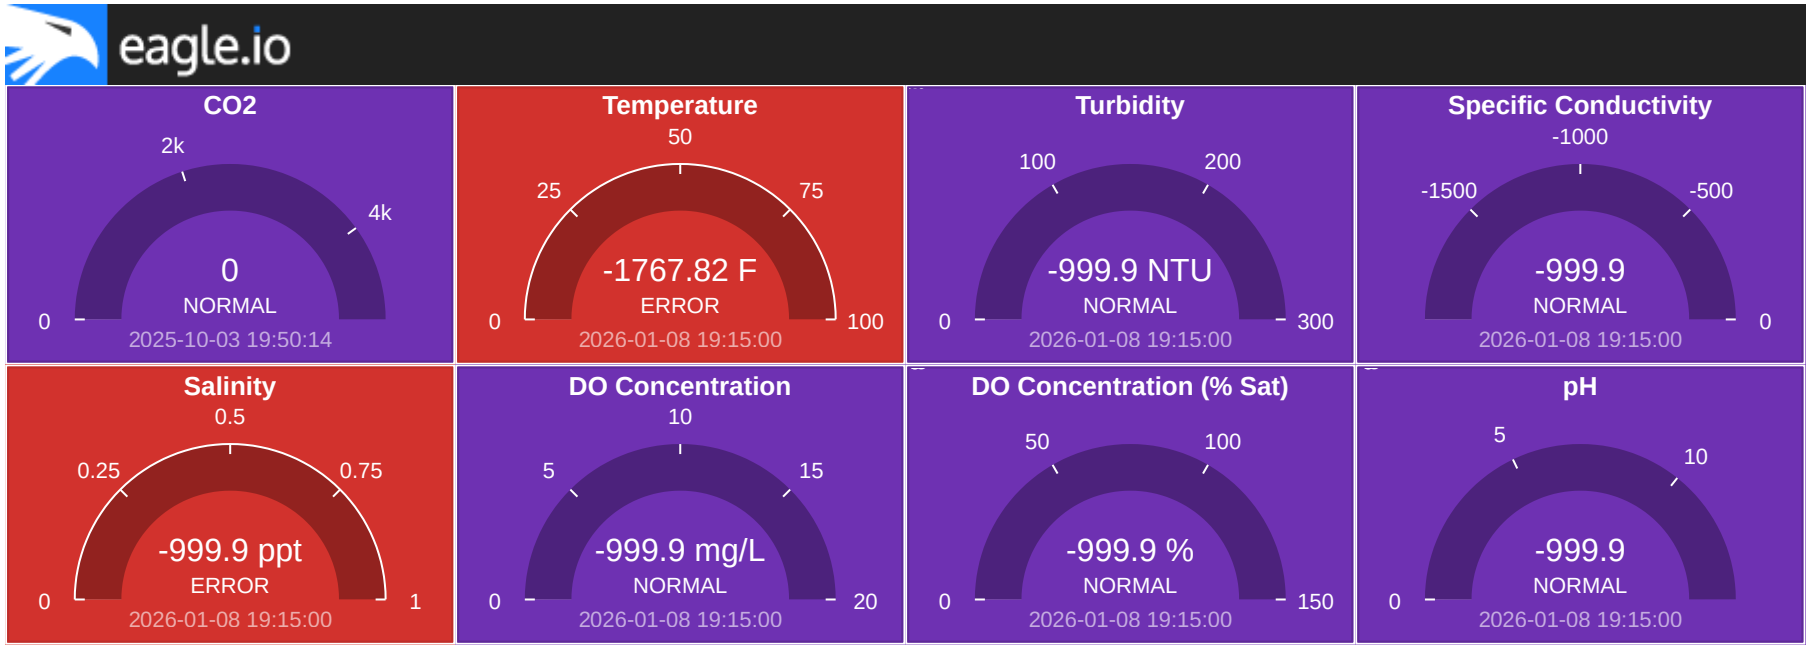 eagle.io
CO2
2k
4k
0
NORMAL
0
2025-10-03 19:50:14
Temperature
50
25
75
-1767.82 F
ERROR
0
100
2026-01-08 19:15:00
Turbidity
100
200
-999.9 NTU
NORMAL
0
300
2026-01-08 19:15:00
Specific Conductivity
-1000
-1500
-500
-999.9
NORMAL
0
2026-01-08 19:15:00
Salinity
0.5
0.25
0.75
-999.9 ppt
ERROR
0
1
2026-01-08 19:15:00
DO Concentration
10
5
15
-999.9 mg/L
NORMAL
0
20
2026-01-08 19:15:00
DO Concentration (% Sat)
50
100
-999.9 %
NORMAL
0
150
2026-01-08 19:15:00
pH
5
10
-999.9
NORMAL
0
2026-01-08 19:15:00